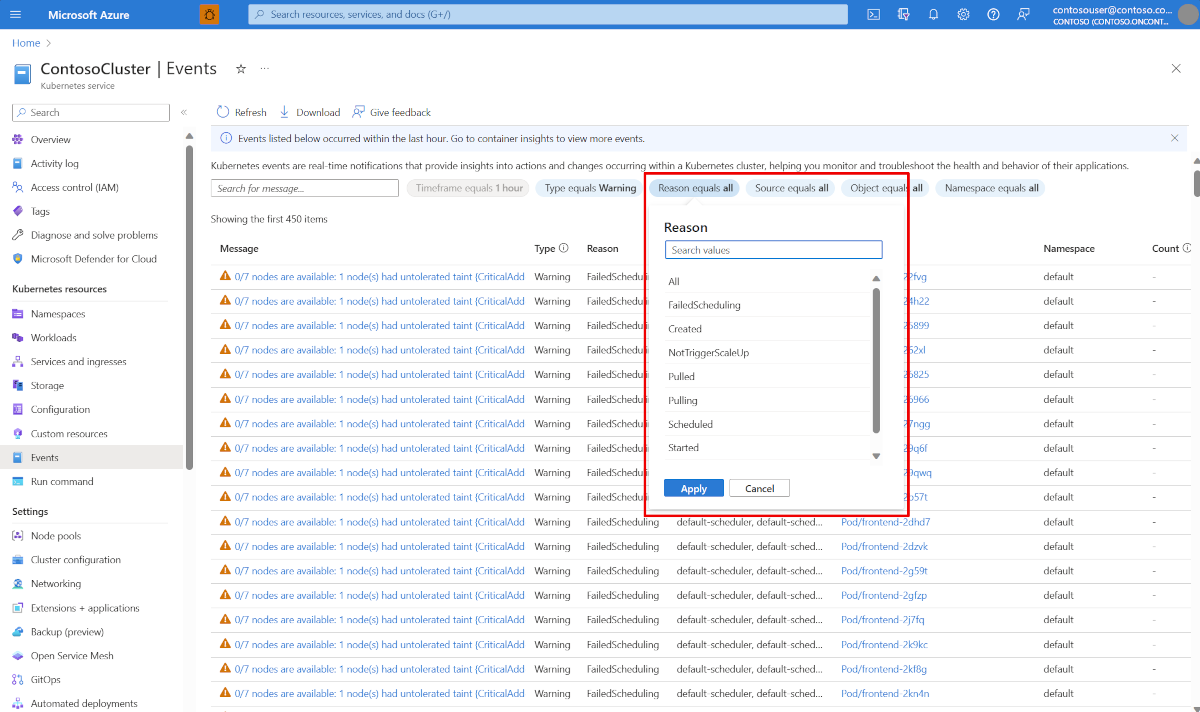 Microsoft Azure
Search resources, services, and docs (G+/)
contosouser@contoso.co...
CONTOSO (CONTOSO.ONCONT...
Home
ContosoCluster | Events
Kubernetes service
Search
Overview
Activity log
Access control (IAM)
Tags
Diagnose and solve problems
Microsoft Defender for Cloud
Kubernetes resources
Namespaces
Workloads
Services and ingresses
Storage
Configuration
Custom resources
Events
Run command
Settings
Node pools
Cluster configuration
Networking
Extensions + applications
Backup (preview)
Open Service Mesh
GitOps
Automated deployments
Refresh Download Give feedback
Events listed below occurred within the last hour. Go to container insights to view more events.
Kubernetes events are real-time notifications that provide insights into actions and changes occurring within a Kubernetes cluster, helping you monitor and troubleshoot the health and behavior of their applications.
Search for message... Timeframe equals 1 hour Type equals Warning Reason equals all Source equals all Object equals all Namespace equals all
Showing the first 450 items
Message Type Reason Namespace Count
0/7 nodes are available: 1 node(s) had untolerated taint {CriticalAdd Warning FailedScheduli 22fvg default -
0/7 nodes are available: 1 node(s) had untolerated taint {CriticalAdd Warning FailedScheduli 24h22 default -
0/7 nodes are available: 1 node(s) had untolerated taint {CriticalAdd Warning FailedScheduli 25899 default -
0/7 nodes are available: 1 node(s) had untolerated taint {CriticalAdd Warning FailedScheduli 262xl default -
0/7 nodes are available: 1 node(s) had untolerated taint {CriticalAdd Warning FailedScheduli 26825 default -
0/7 nodes are available: 1 node(s) had untolerated taint {CriticalAdd Warning FailedScheduli 26966 default -
0/7 nodes are available: 1 node(s) had untolerated taint {CriticalAdd Warning FailedScheduli 27ngg default -
0/7 nodes are available: 1 node(s) had untolerated taint {CriticalAdd Warning FailedScheduli 29q6f default -
0/7 nodes are available: 1 node(s) had untolerated taint {CriticalAdd Warning FailedScheduli 29qwq default -
0/7 nodes are available: 1 node(s) had untolerated taint {CriticalAdd Warning FailedScheduli 2b57t default -
0/7 nodes are available: 1 node(s) had untolerated taint {CriticalAdd Warning FailedScheduling default-scheduler, default-sched... Pod/frontend-2dhd7 default -
0/7 nodes are available: 1 node(s) had untolerated taint {CriticalAdd Warning FailedScheduling default-scheduler, default-sched... Pod/frontend-2dzvk default -
0/7 nodes are available: 1 node(s) had untolerated taint {CriticalAdd Warning FailedScheduling default-scheduler, default-sched... Pod/frontend-2g59t default -
0/7 nodes are available: 1 node(s) had untolerated taint {CriticalAdd Warning FailedScheduling default-scheduler, default-sched... Pod/frontend-2gfzp default -
0/7 nodes are available: 1 node(s) had untolerated taint {CriticalAdd Warning FailedScheduling default-scheduler, default-sched... Pod/frontend-2j7fq default -
0/7 nodes are available: 1 node(s) had untolerated taint {CriticalAdd Warning FailedScheduling default-scheduler, default-sched... Pod/frontend-2k9kc default -
0/7 nodes are available: 1 node(s) had untolerated taint {CriticalAdd Warning FailedScheduling default-scheduler, default-sched... Pod/frontend-2kf8g default -
0/7 nodes are available: 1 node(s) had untolerated taint {CriticalAdd Warning FailedScheduling default-scheduler, default-sched... Pod/frontend-2kn4n default -
Reason
Search values
All
FailedScheduling
Created
NotTriggerScaleUp
Pulled
Pulling
Scheduled
Started
Apply Cancel